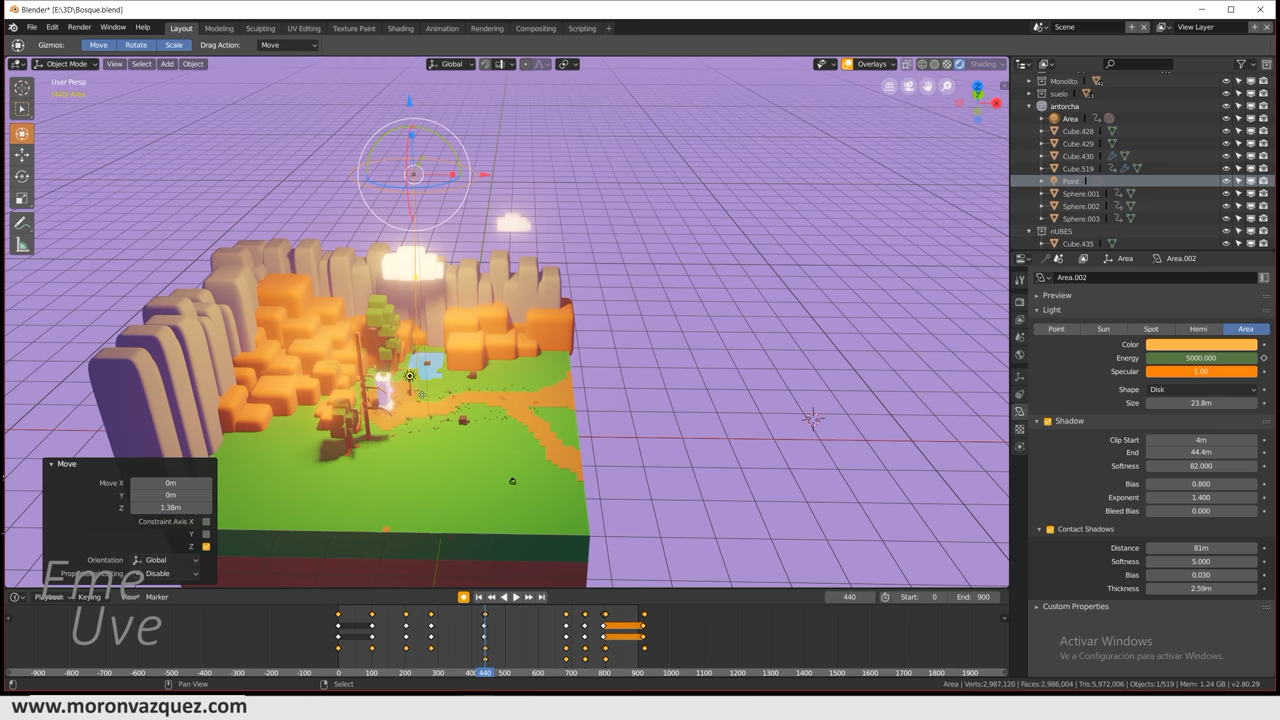 Blender* [E:\3D\Bosque.blend]
File Edit Render Window Help Layout Modeling Sculpting UV Editing Texture Paint Shading Animation Rendering Compositing Scripting + Scene View Layer
Gizmos: Move Rotate Scale Drag Action: Move
Object Mode View Select Add Object Global Overlays Shading
User Persp
(440) Area
Z
Y
X
Monolito
suelo
antorcha
Area
Cube.428
Cube.429
Cube.430
Cube.519
Point
Sphere.001
Sphere.002
Sphere.003
nUBES
Cube.435
Area Area.002
Area.002
Preview
Light
Point Sun Spot Hemi Area
Color
Energy 5000.000
Specular 1.00
Shape Disk
Size 23.8m
Shadow
Clip Start 4m
End 44.4m
Softness 82.000
Bias 0.800
Exponent 1.400
Bleed Bias 0.000
Contact Shadows
Distance 81m
Softness 5.000
Bias 0.030
Thickness 2.59m
Custom Properties
Move
Move X 0m
Y 0m
Z 1.38m
Constraint Axis X
Y
Z
Orientation Global
Disable
Eme
Uve
Playback Keying Marker 440 Start: 0 End: 900
-900 -800 -700 -600 -500 -400 -300 -200 -100 0 100 200 300 440 500 600 700 800 900 1000 1100 1200 1300 1400 1500 1600 1700 1800 1900
Activar Windows
Ve a Configuración para activar Windows.
Pan View Select Area | Verts:2,987,120 | Faces:2,986,004 | Tris:5,972,006 | Objects:1/519 | Mem: 1.24 GB | v2.80.29
www.moronvazquez.com